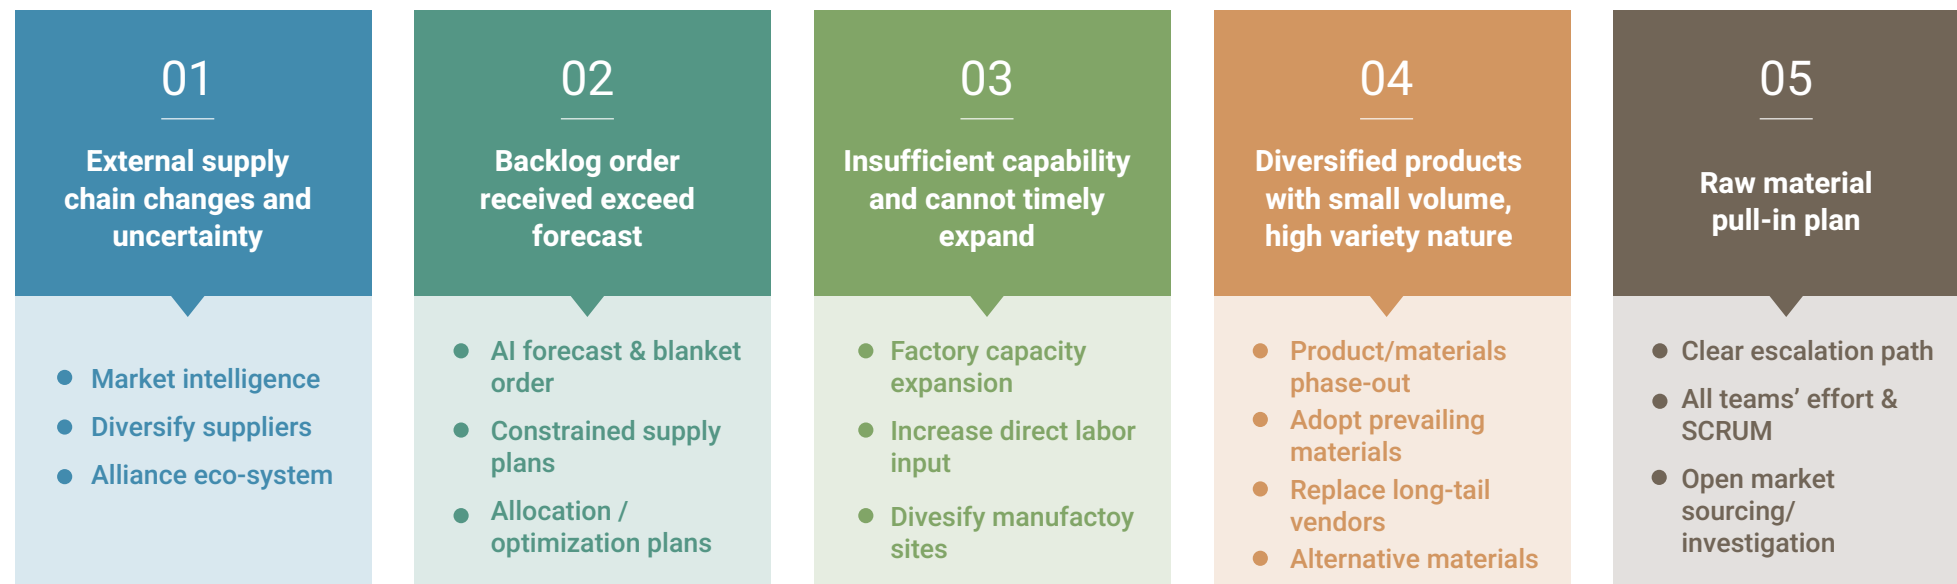 01
External supply
chain changes and
uncertainty
Market intelligence
Diversify suppliers
Alliance eco-system
02
Backlog order
received exceed
forecast
AI forecast & blanket
order
Constrained supply
plans
Allocation /
optimization plans
03
Insufficient capability
and cannot timely
expand
Factory capacity
expansion
Increase direct labor
input
Divesify manufactoy
sites
04
Diversified products
with small volume,
high variety nature
Product/materials
phase-out
Adopt prevailing
materials
Replace long-tail
vendors
Alternative materials
05
Raw material
pull-in plan
Clear escalation path
All teams’ effort &
SCRUM
Open market
sourcing/
investigation